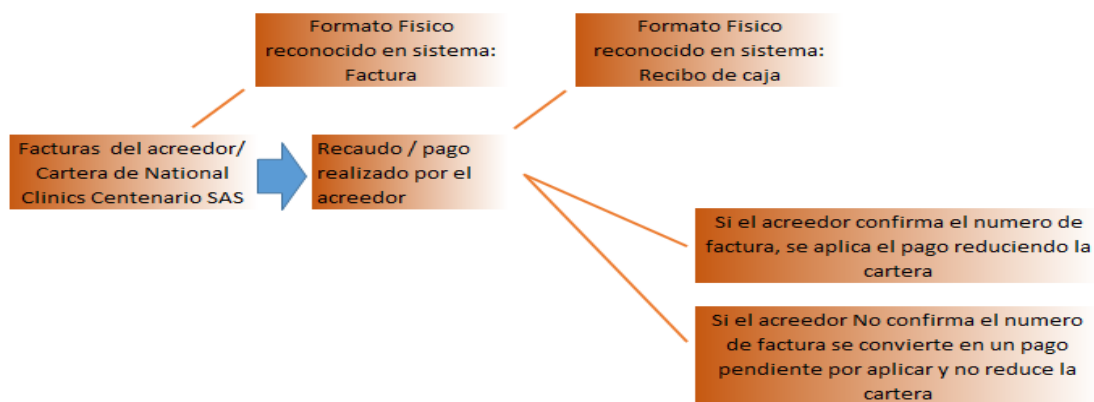 Formato Fisico
reconocido en sistema:
Factura
Formato Fisico
reconocido en sistema:
Recibo de caja
Facturas del acreedor/
Cartera de National
Clinics Centenario SAS
Recaudo / pago
realizado por el
acreedor
Si el acreedor confirma el numero de
factura, se aplica el pago reduciendo la
cartera
Si el acreedor No confirma el numero
de factura se convierte en un pago
pendiente por aplicar y no reduce la
cartera